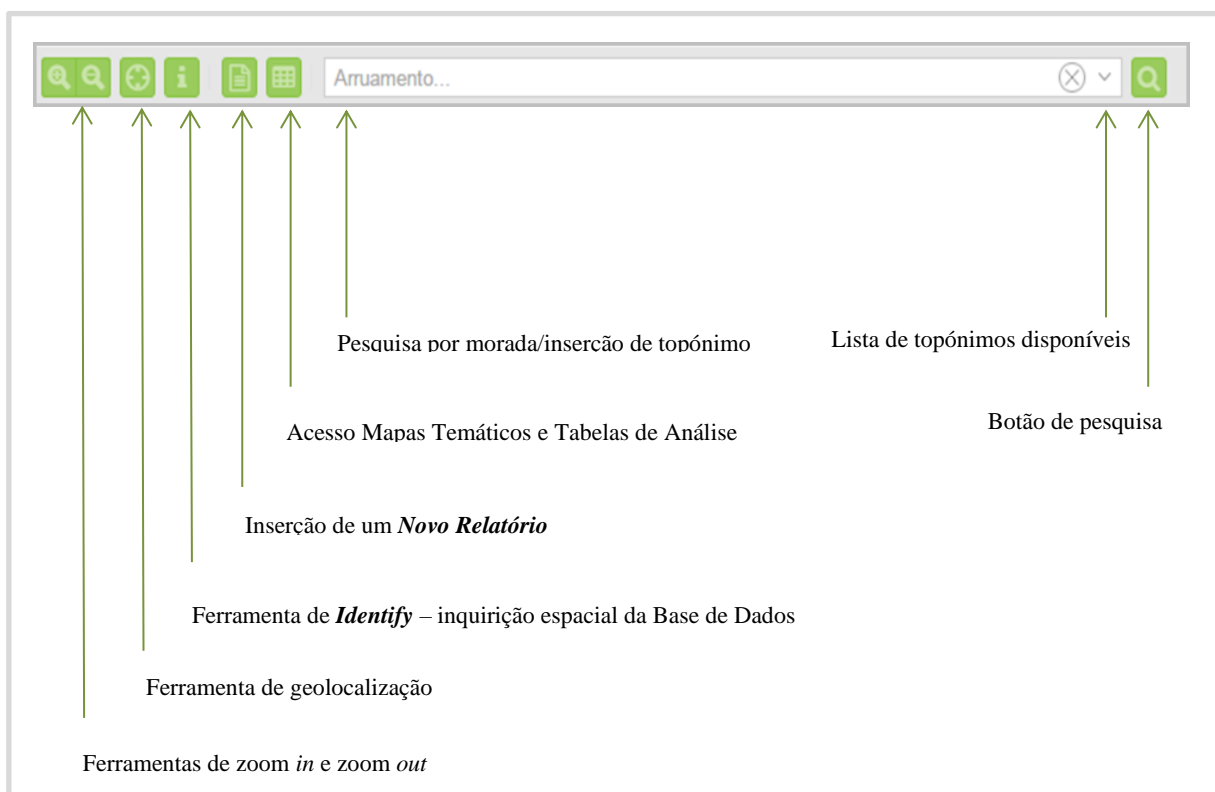 Arruamento...
Pesquisa por morada/inserção de topónimo
Lista de topónimos disponíveis
Acesso Mapas Temáticos e Tabelas de Análise
Botão de pesquisa
Inserção de um Novo Relatório
Ferramenta de Identify – inquirição espacial da Base de Dados
Ferramenta de geolocalização
Ferramentas de zoom in e zoom out